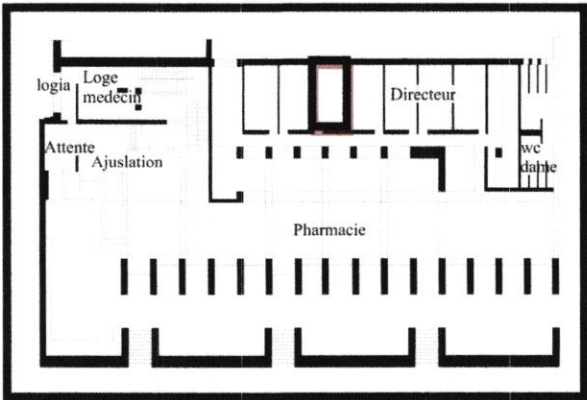 logia
Loge
medecin
Directeur
Attente
Ajuslation
wc
dame
Pharmacie